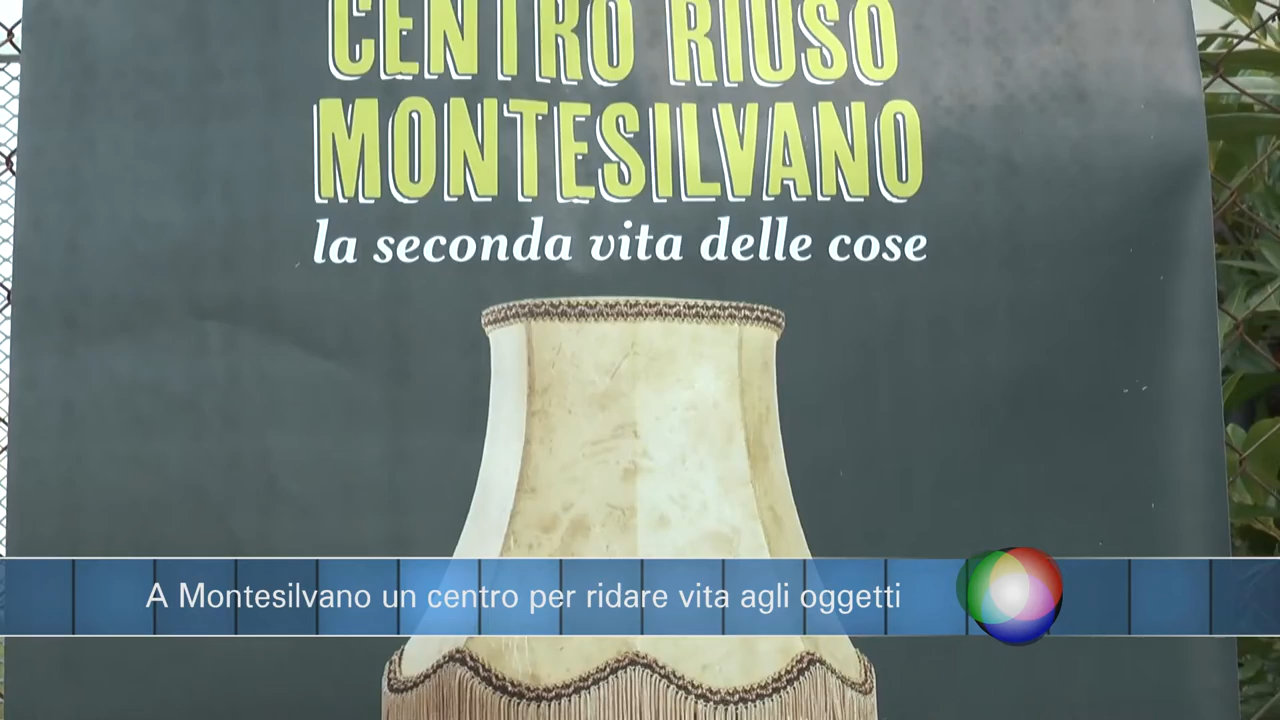 CENTRO RIUSO
MONTESILVANO
la seconda vita delle cose
A Montesilvano un centro per ridare vita agli oggetti